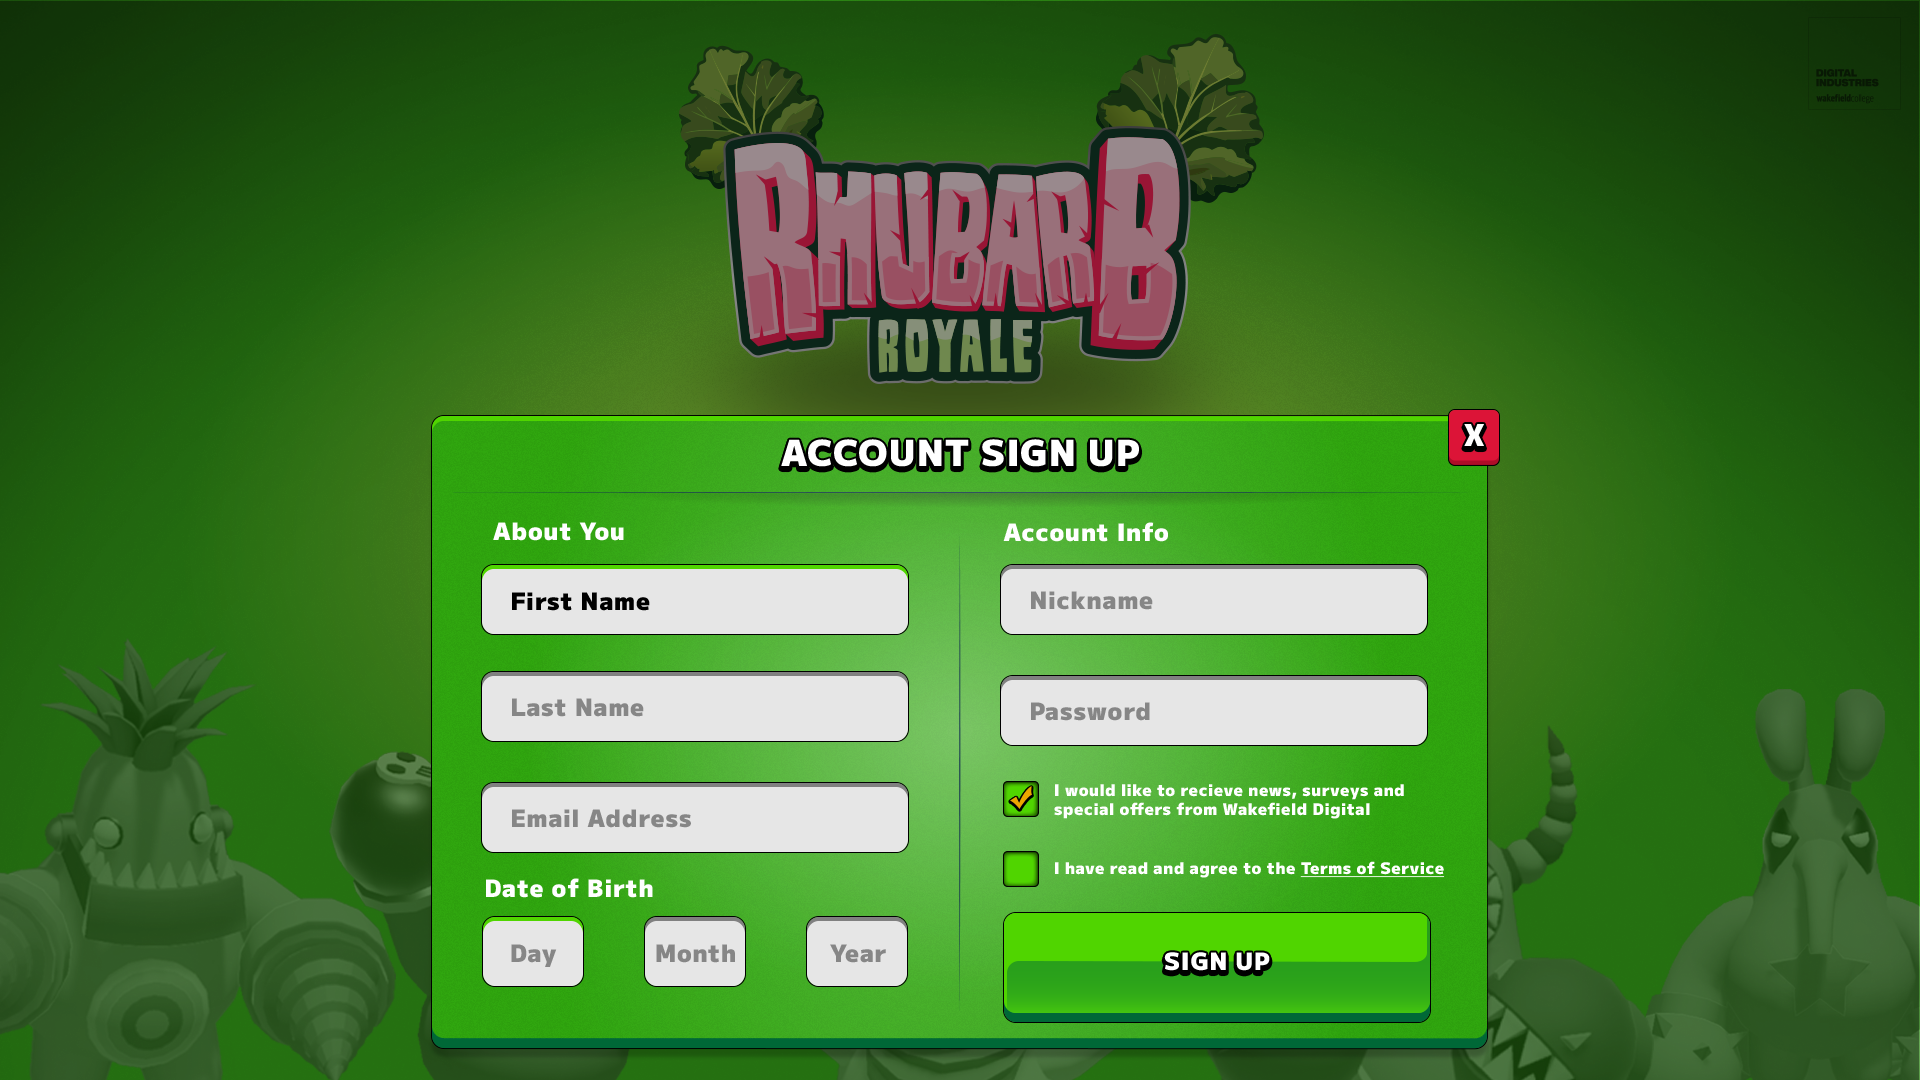 DIGITAL
INDUSTRIES
wakefieldcollege
RHUBARB
ROYALE
ACCOUNT SIGN UP
X
About You
First Name
Last Name
Email Address
Date of Birth
Day
Month
Year
Account Info
Nickname
Password
I would like to recieve news, surveys and
special offers from Wakefield Digital
I have read and agree to the Terms of Service
SIGN UP